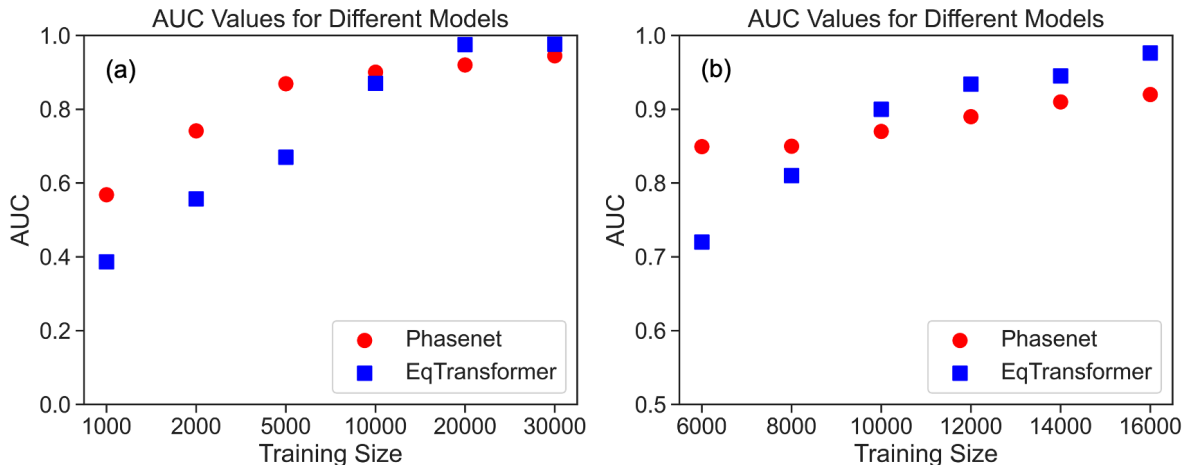 AUC Values for Different Models
(a)
AUC
1.0
0.8
0.6
0.4
0.2
0.0
Phasenet
EqTransformer
1000 2000 5000 10000 20000 30000
Training Size
AUC Values for Different Models
(b)
AUC
1.0
0.9
0.8
0.7
0.6
0.5
Phasenet
EqTransformer
6000 8000 10000 12000 14000 16000
Training Size